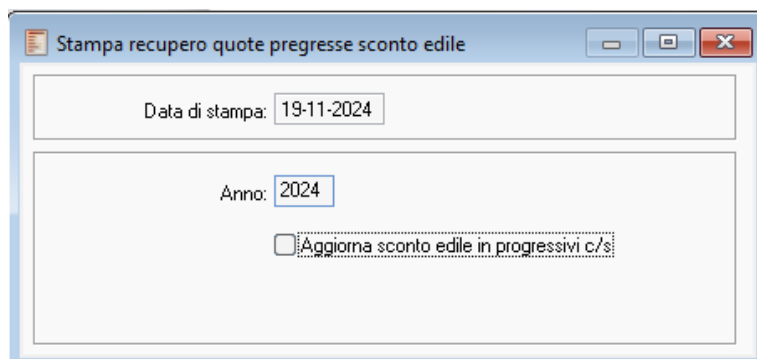 Stampa recupero quote pregresse sconto edile
Data di stampa: 19-11-2024
Anno: 2024
Aggiorna sconto edile in progressivi c/s